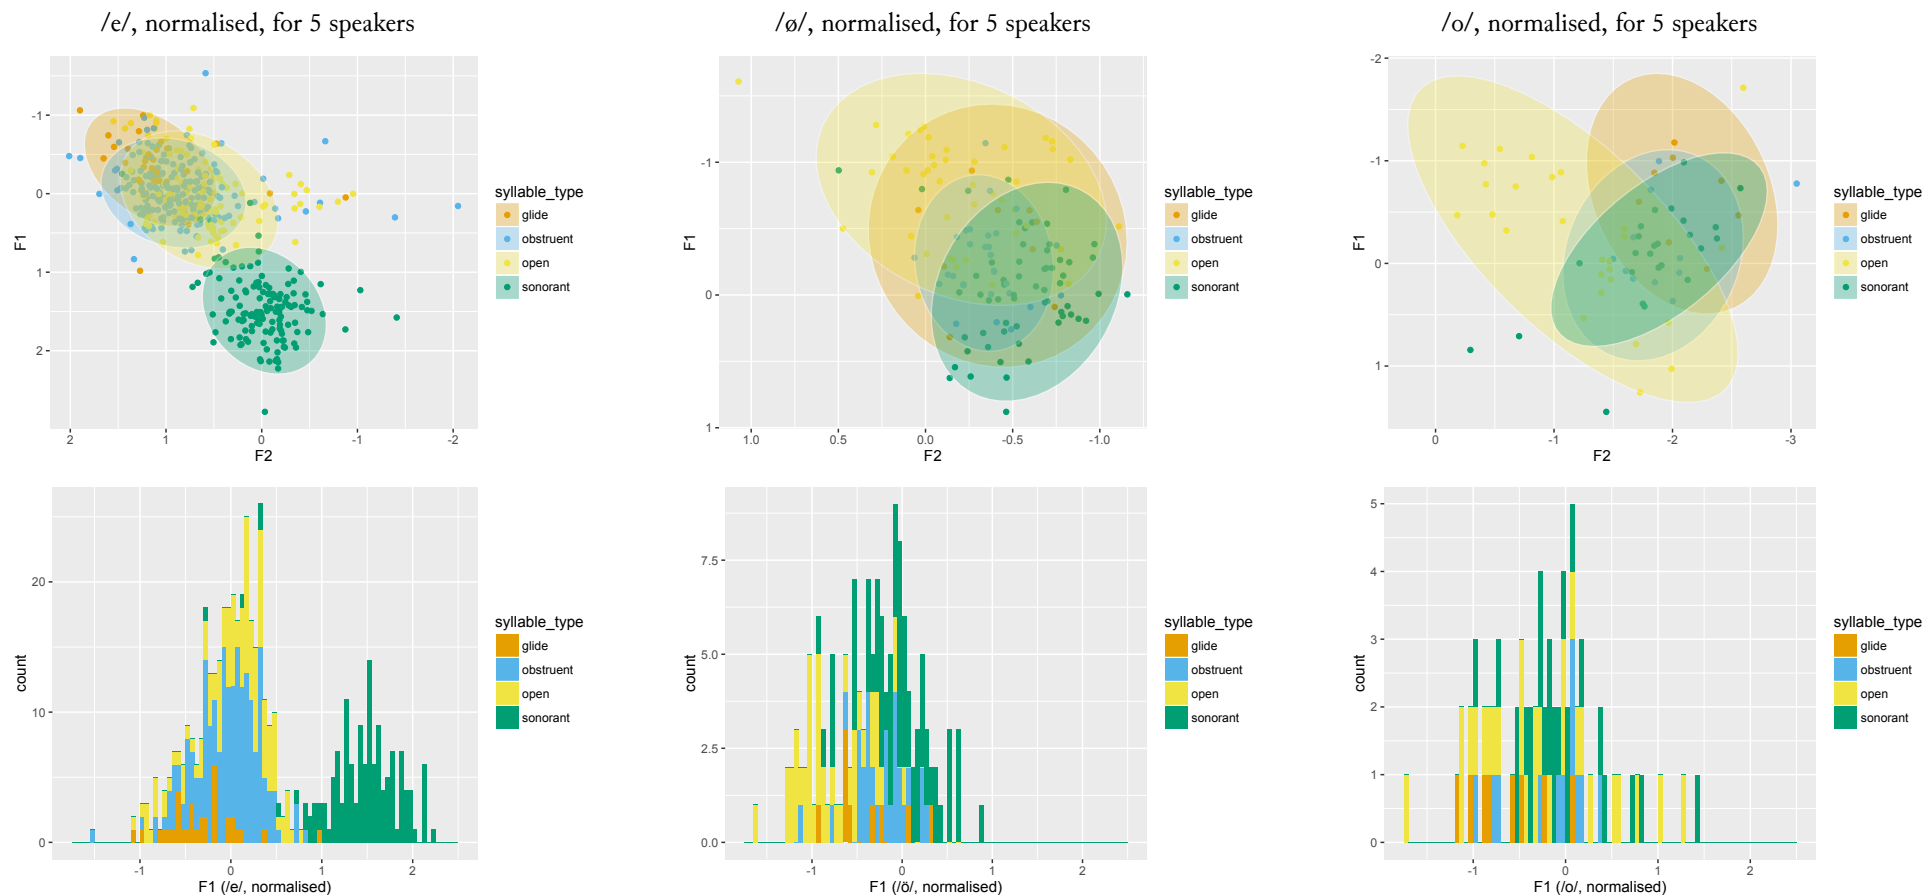 /e/, normalised, for 5 speakers
-1
0
1
2
F1
2
1
0
-1
-2
F2
syllable_type
glide
obstruent
open
sonorant
/ø/, normalised, for 5 speakers
-1
0
1
F1
1.0
0.5
0.0
-0.5
-1.0
F2
syllable_type
glide
obstruent
open
sonorant
/o/, normalised, for 5 speakers
-2
-1
0
1
F1
0
-1
-2
-3
F2
syllable_type
glide
obstruent
open
sonorant
20
10
0
count
-1
0
1
2
F1 (/e/, normalised)
syllable_type
glide
obstruent
open
sonorant
7.5
5.0
2.5
0.0
count
-1
0
1
2
F1 (/ö/, normalised)
syllable_type
glide
obstruent
open
sonorant
5
4
3
2
1
0
count
-1
0
1
2
F1 (/o/, normalised)
syllable_type
glide
obstruent
open
sonorant